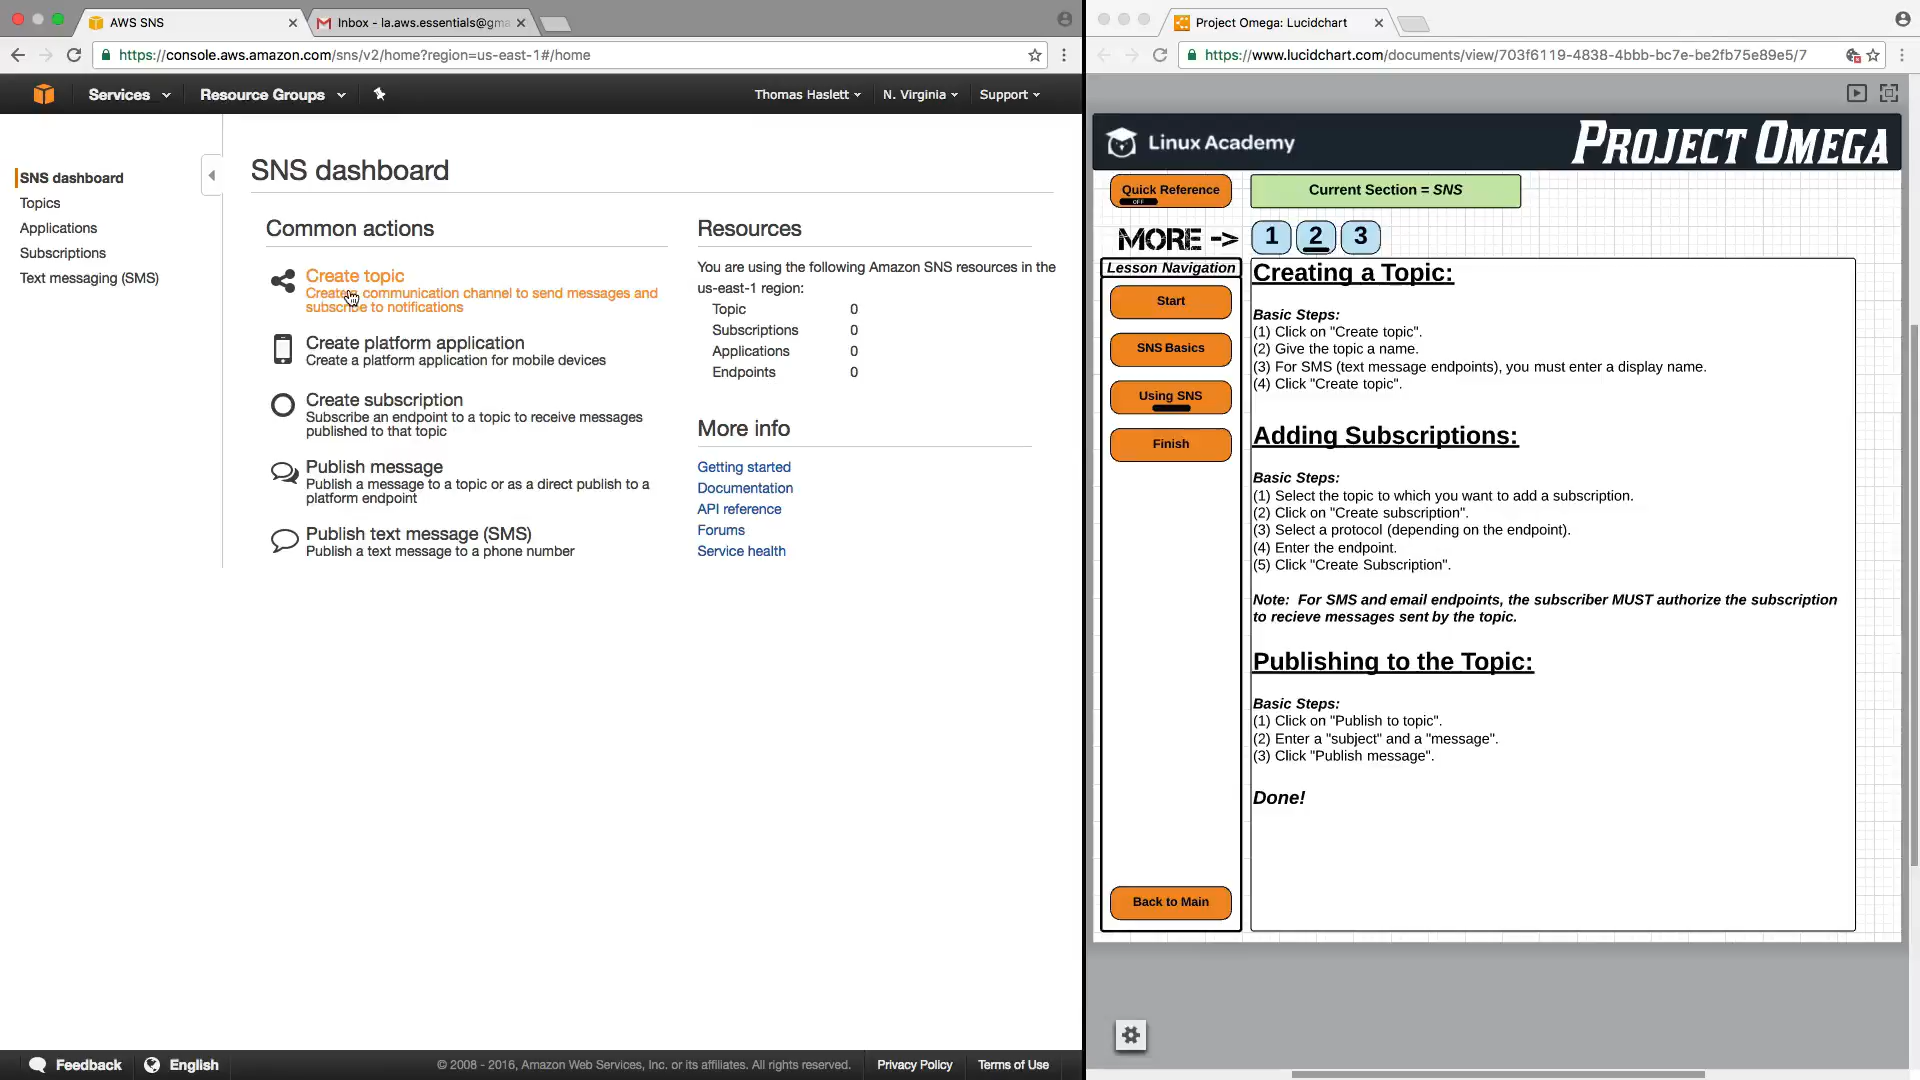 AWS SNS
Inbox - la.aws.essentials@gma
https://console.aws.amazon.com/sns/v2/home?region=us-east-1#/home
Services
Resource Groups
Thomas Haslett
N. Virginia
Support
SNS dashboard
Topics
Applications
Subscriptions
Text messaging (SMS)
SNS dashboard
Common actions
Create topic
Create a communication channel to send messages and
subscribe to notifications
Create platform application
Create a platform application for mobile devices
Create subscription
Subscribe an endpoint to a topic to receive messages
published to that topic
Publish message
Publish a message to a topic or as a direct publish to a
platform endpoint
Publish text message (SMS)
Publish a text message to a phone number
Resources
You are using the following Amazon SNS resources in the
us-east-1 region:
Topic 0
Subscriptions 0
Applications 0
Endpoints 0
More info
Getting started
Documentation
API reference
Forums
Service health
Feedback
English
© 2008 - 2016, Amazon Web Services, Inc. or its affiliates. All rights reserved.
Privacy Policy
Terms of Use
Project Omega: Lucidchart
https://www.lucidchart.com/documents/view/703f6119-4838-4bbb-bc7e-be2fb75e89e5/7
Linux Academy
PROJECT OMEGA
Quick Reference
OFF
Current Section = SNS
MORE ->
1
2
3
Lesson Navigation
Start
SNS Basics
Using SNS
Finish
Back to Main
Creating a Topic:
Basic Steps:
(1) Click on "Create topic".
(2) Give the topic a name.
(3) For SMS (text message endpoints), you must enter a display name.
(4) Click "Create topic".
Adding Subscriptions:
Basic Steps:
(1) Select the topic to which you want to add a subscription.
(2) Click on "Create subscription".
(3) Select a protocol (depending on the endpoint).
(4) Enter the endpoint.
(5) Click "Create Subscription".
Note: For SMS and email endpoints, the subscriber MUST authorize the subscription
to recieve messages sent by the topic.
Publishing to the Topic:
Basic Steps:
(1) Click on "Publish to topic".
(2) Enter a "subject" and a "message".
(3) Click "Publish message".
Done!